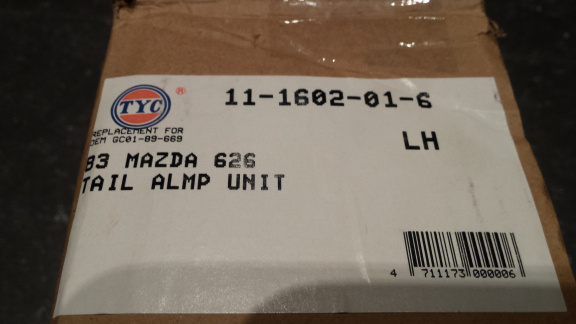 TYC ®
11-1602-01-6
REPLACEMENT FOR
OEM GC01-89-669
LH
83 MAZDA 626
TAIL ALMP UNIT
4 711173 000006